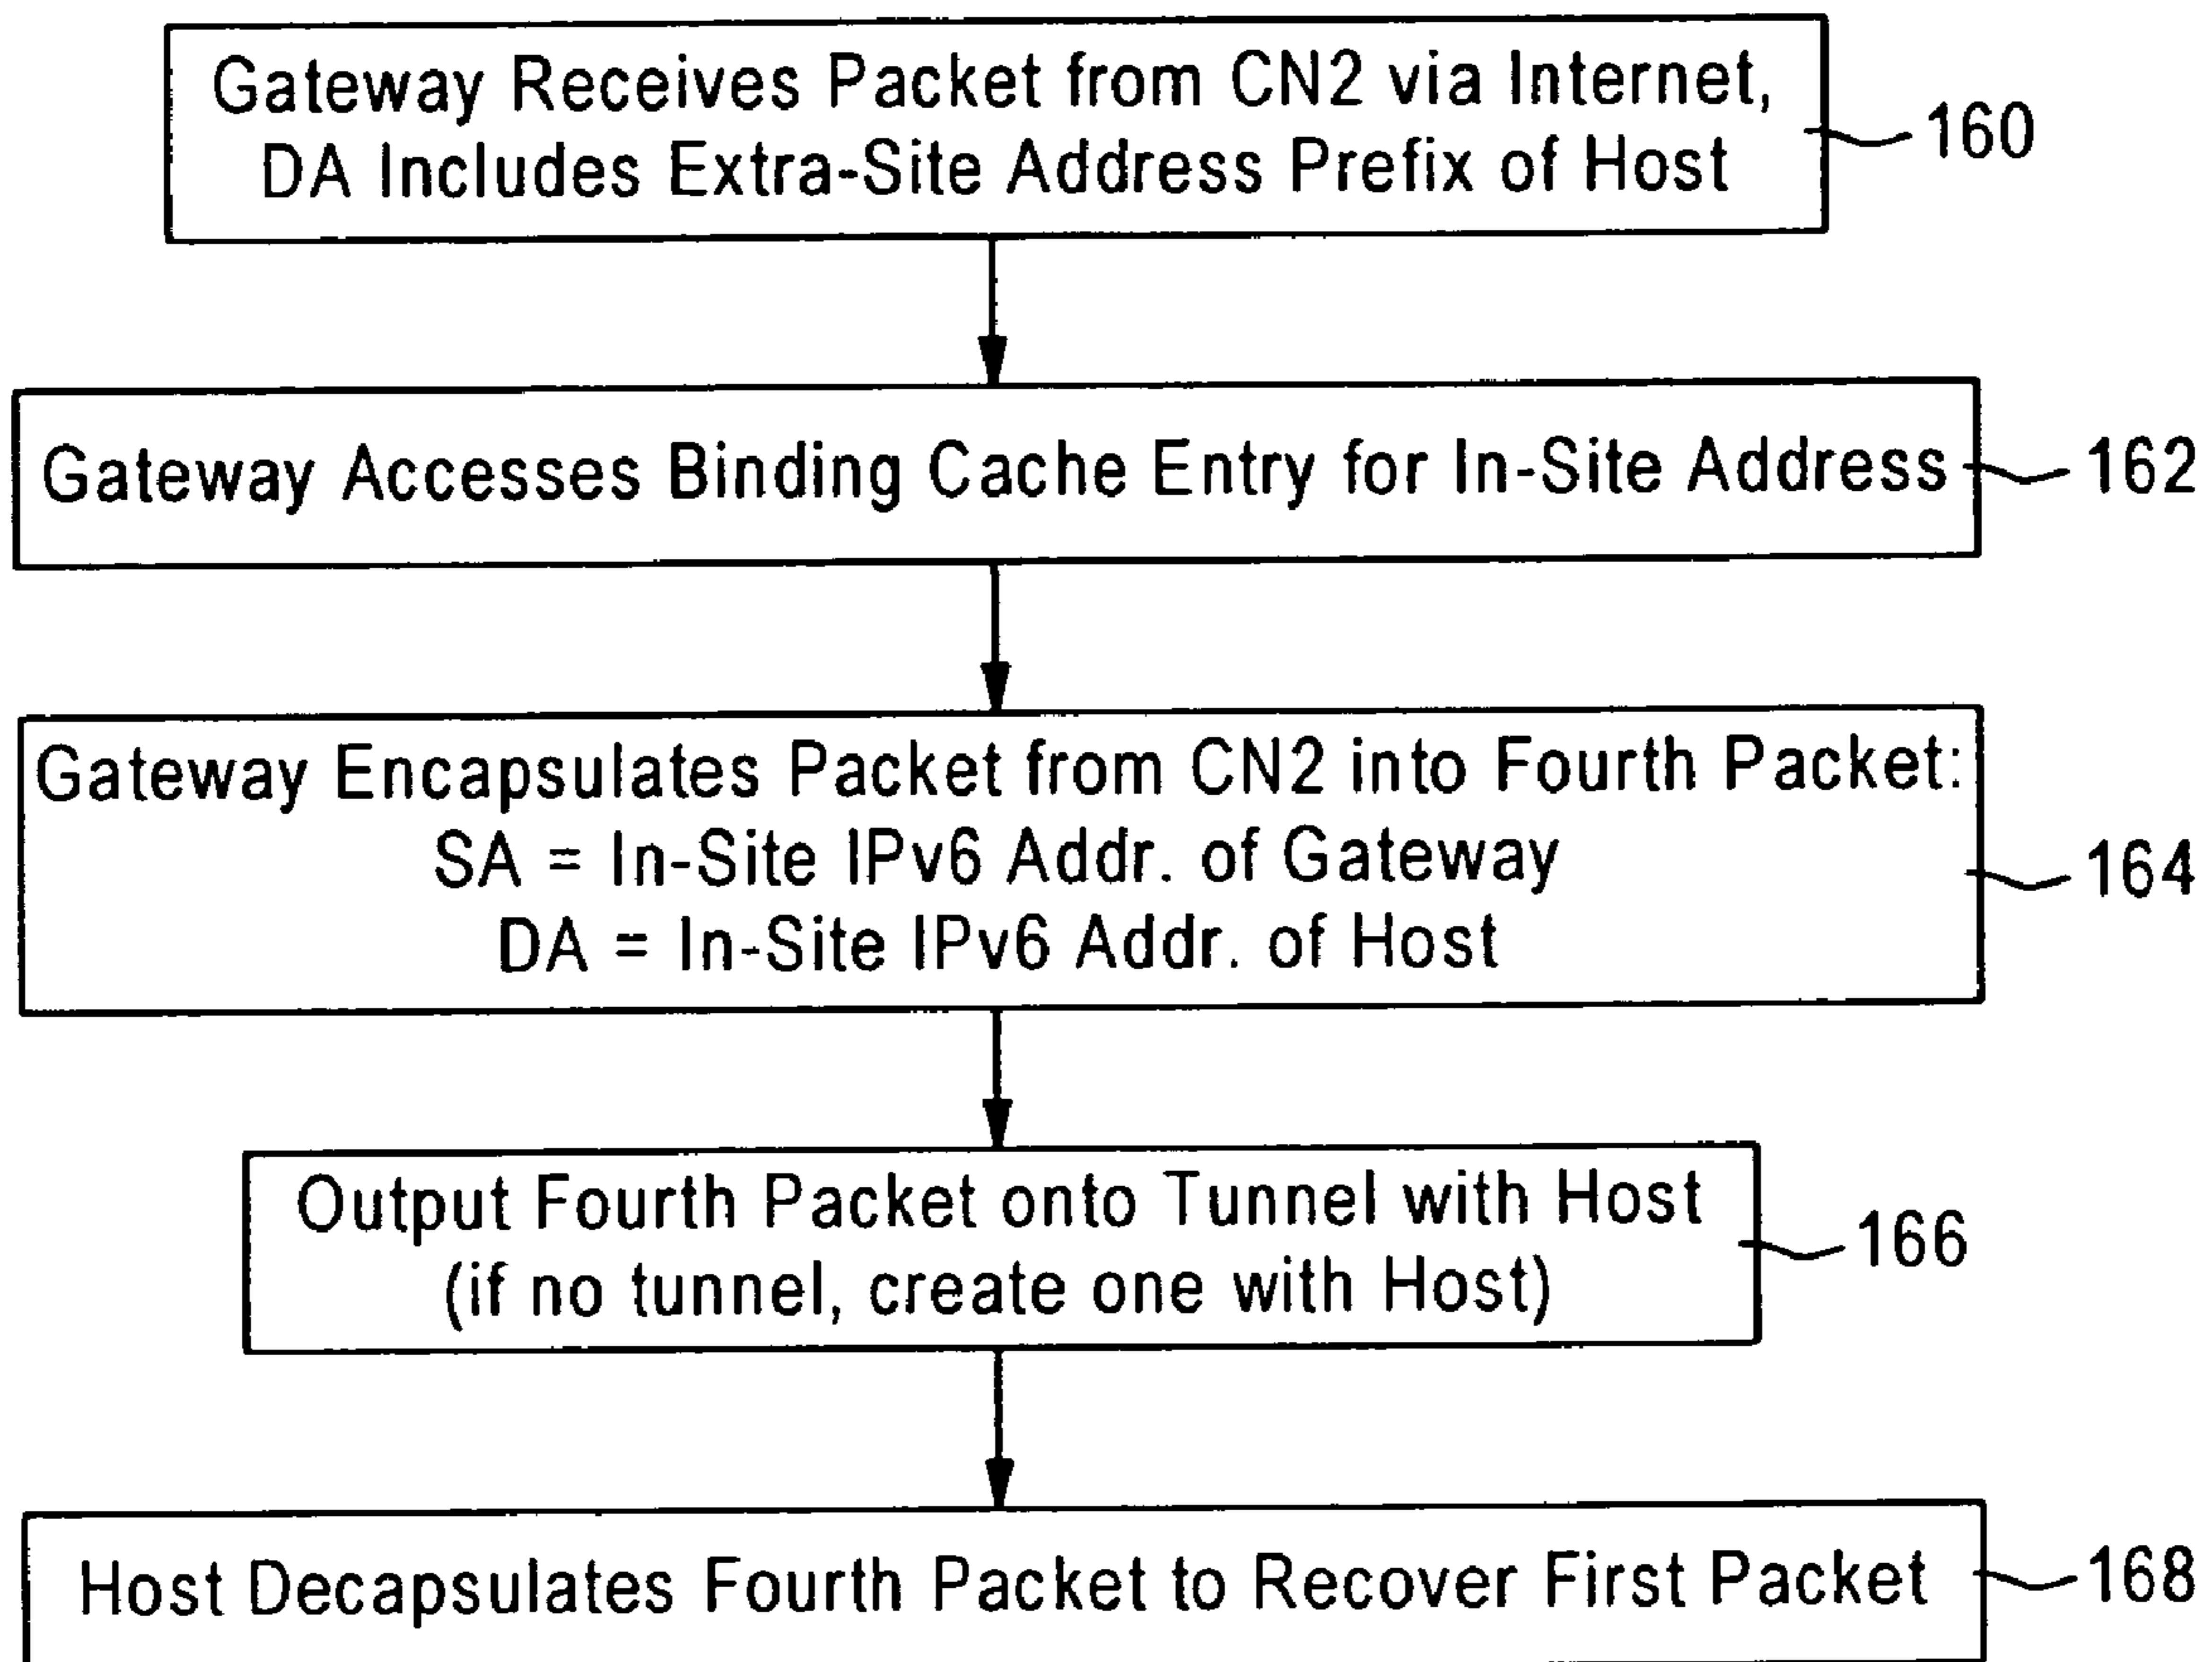 Gateway Receives Packet from CN2 via Internet,
DA Includes Extra-Site Address Prefix of Host
160
Gateway Accesses Binding Cache Entry for In-Site Address
162
Gateway Encapsulates Packet from CN2 into Fourth Packet:
SA = In-Site IPv6 Addr. of Gateway
DA = In-Site IPv6 Addr. of Host
164
Output Fourth Packet onto Tunnel with Host
(if no tunnel, create one with Host)
166
Host Decapsulates Fourth Packet to Recover First Packet
168